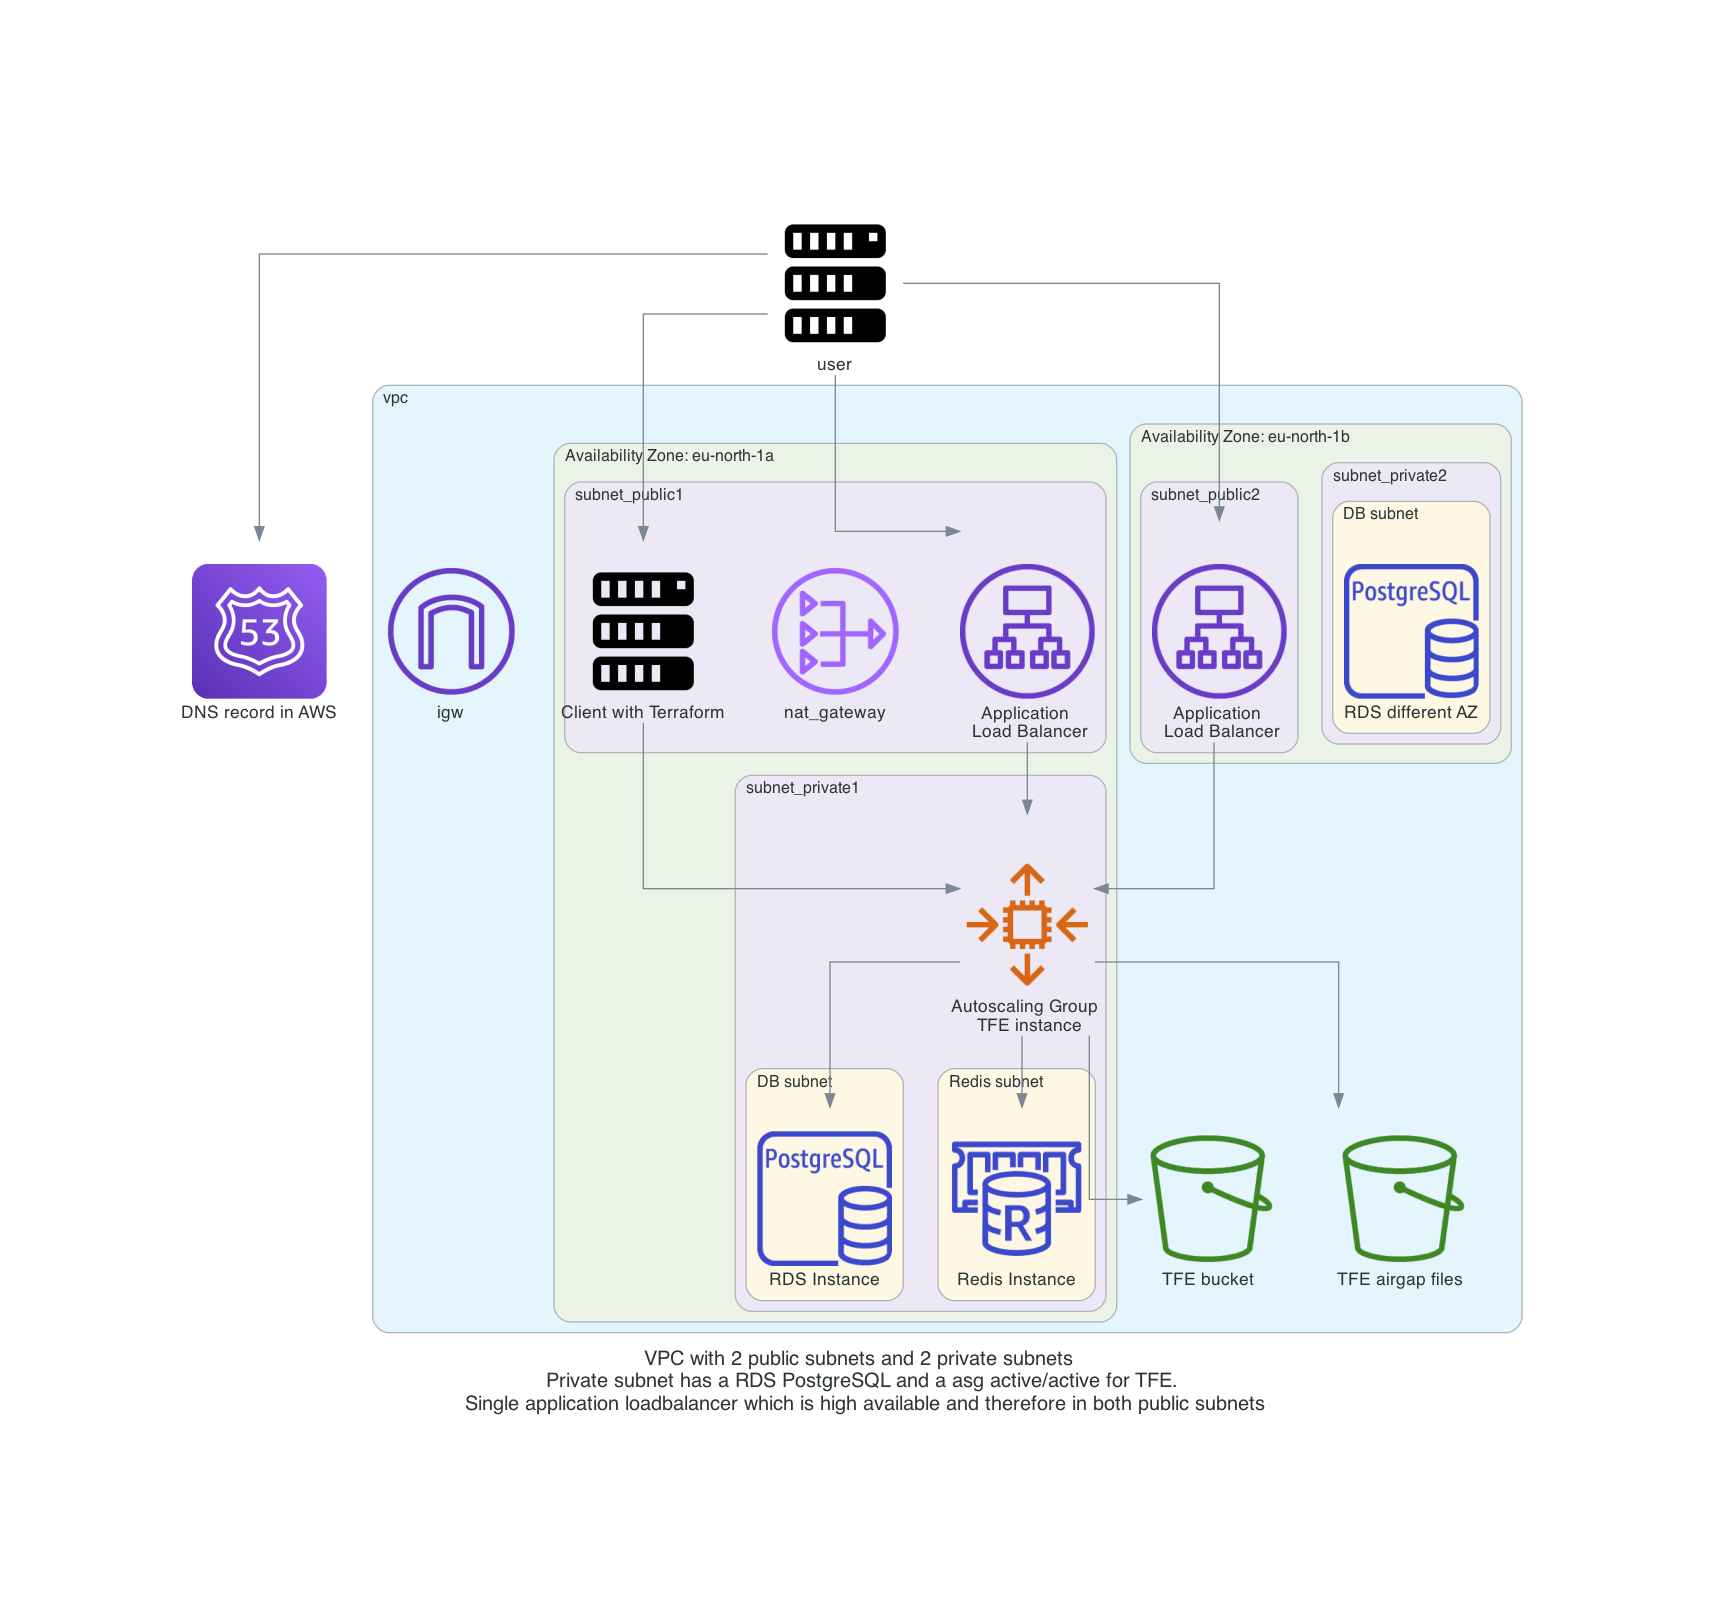 user
vpc
Availability Zone: eu-north-1a
Availability Zone: eu-north-1b
subnet_public1
subnet_public2
subnet_private2
DB subnet
53
PostgreSQL
DNS record in AWS
igw
Client with Terraform
nat_gateway
Application
Load Balancer
Application
Load Balancer
RDS different AZ
subnet_private1
Autoscaling Group
TFE instance
DB subnet
Redis subnet
PostgreSQL
R
RDS Instance
Redis Instance
TFE bucket
TFE airgap files
VPC with 2 public subnets and 2 private subnets
Private subnet has a RDS PostgreSQL and a asg active/active for TFE.
Single application loadbalancer which is high available and therefore in both public subnets